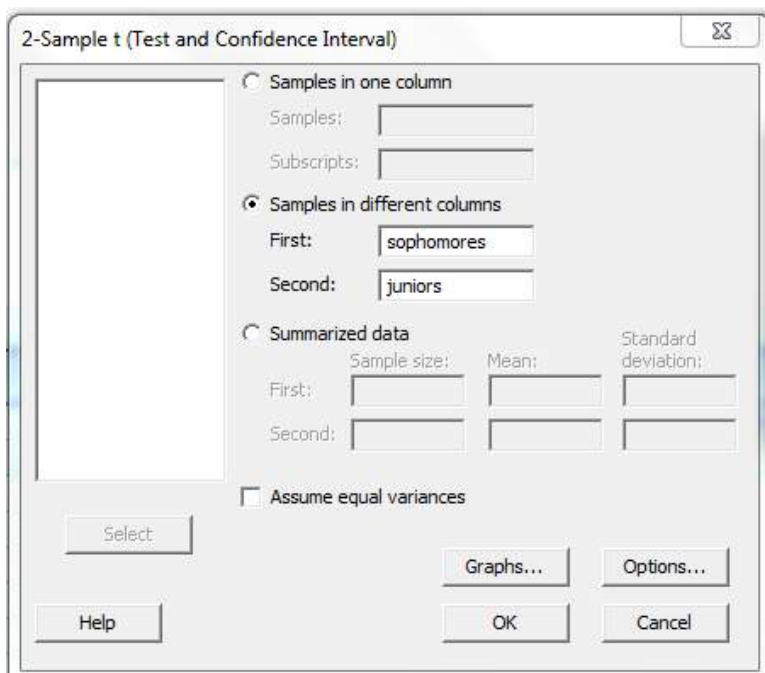 2-Sample t (Test and Confidence Interval)
Samples in one column
Samples:
Subscripts:
Samples in different columns
First: sophomores
Second: juniors
Summarized data
Sample size: Mean: Standard deviation:
First:
Second:
Assume equal variances
Select
Graphs... Options...
Help OK Cancel